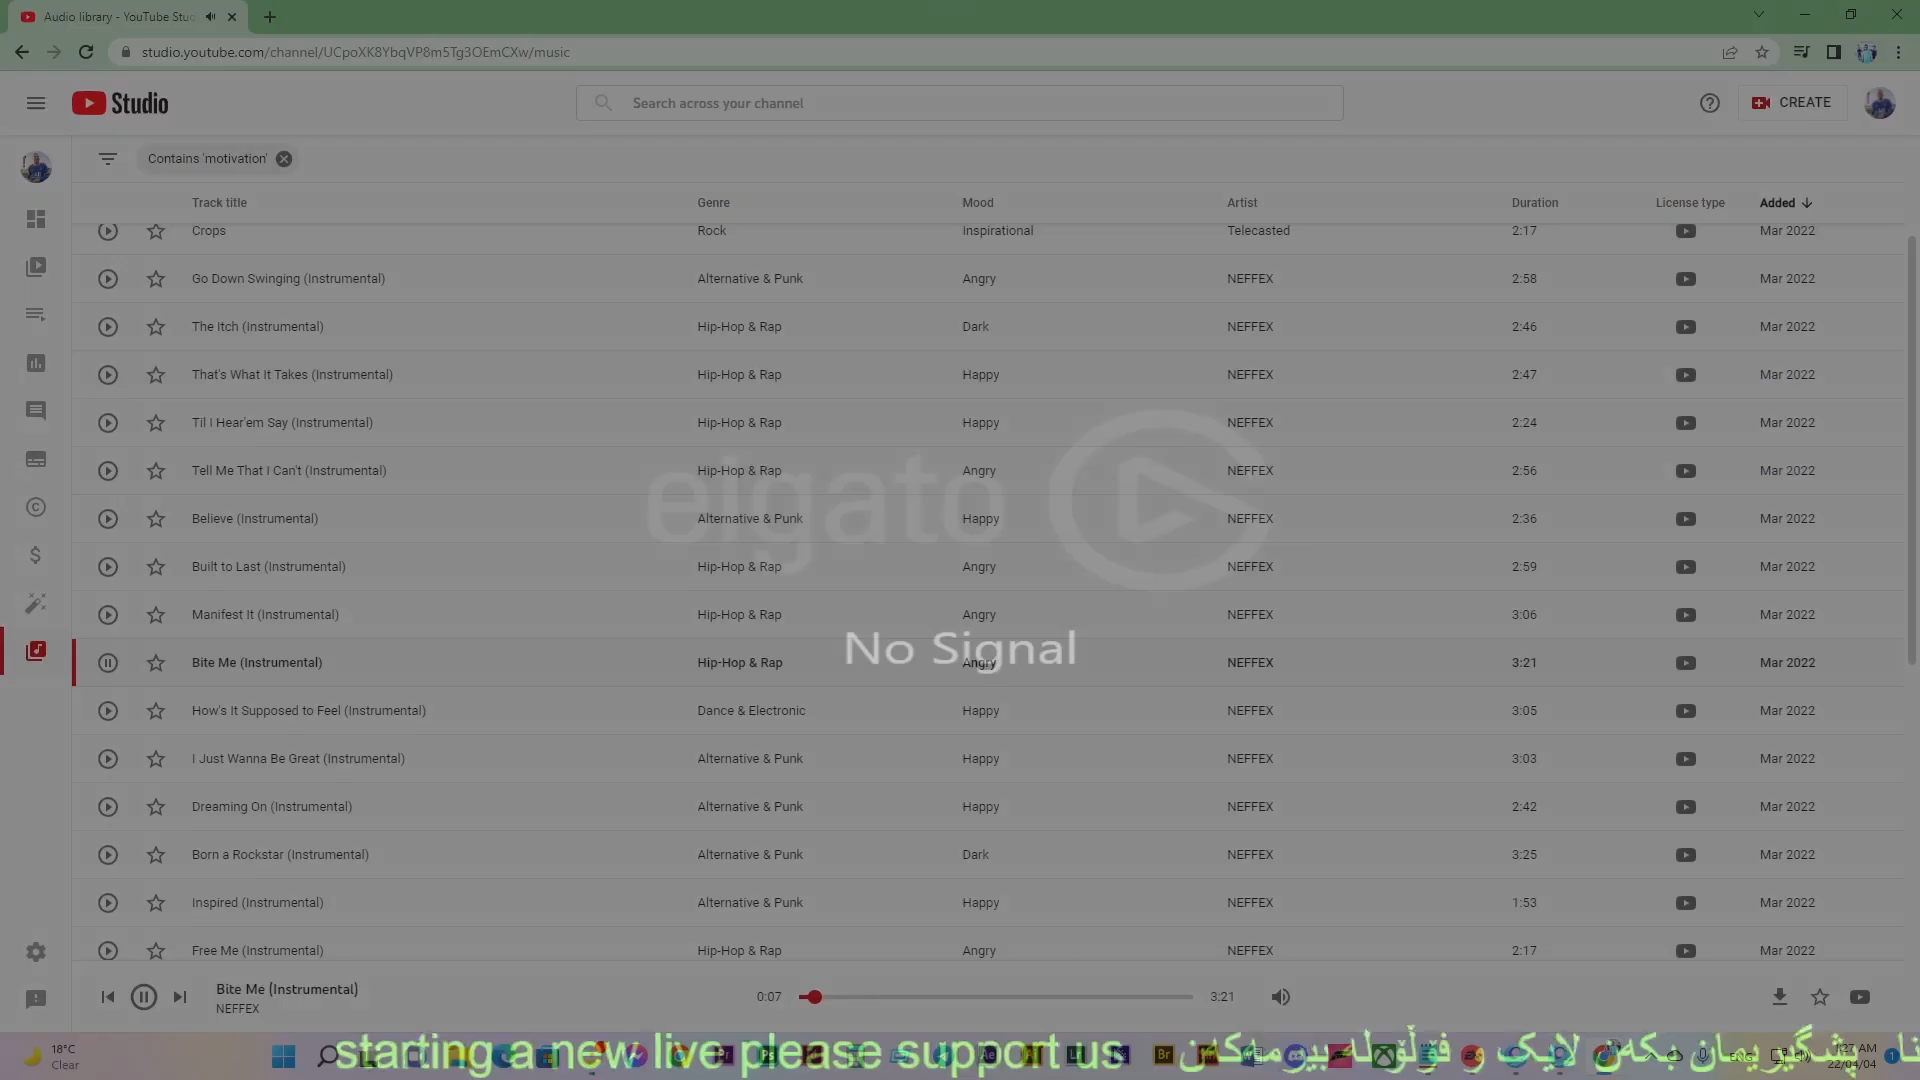 Audio library - YouTube Stu
studio.youtube.com/channel/UCpoXK8YbqVP8m5Tg3OEmCXw/music
Studio
Search across your channel
CREATE
Contains 'motivation'
Track title Genre Mood Artist Duration License type Added
Crops Rock Inspirational Telecasted 2:17 Mar 2022
Go Down Swinging (Instrumental) Alternative & Punk Angry NEFFEX 2:58 Mar 2022
The Itch (Instrumental) Hip-Hop & Rap Dark NEFFEX 2:46 Mar 2022
That's What It Takes (Instrumental) Hip-Hop & Rap Happy NEFFEX 2:47 Mar 2022
Til I Hear'em Say (Instrumental) Hip-Hop & Rap Happy NEFFEX 2:24 Mar 2022
Tell Me That I Can't (Instrumental) Hip-Hop & Rap Angry NEFFEX 2:56 Mar 2022
elgato
Believe (Instrumental) Alternative & Punk Happy NEFFEX 2:36 Mar 2022
Built to Last (Instrumental) Hip-Hop & Rap Angry NEFFEX 2:59 Mar 2022
Manifest It (Instrumental) Hip-Hop & Rap Angry NEFFEX 3:06 Mar 2022
No Signal
Bite Me (Instrumental) Hip-Hop & Rap Angry NEFFEX 3:21 Mar 2022
How's It Supposed to Feel (Instrumental) Dance & Electronic Happy NEFFEX 3:05 Mar 2022
I Just Wanna Be Great (Instrumental) Alternative & Punk Happy NEFFEX 3:03 Mar 2022
Dreaming On (Instrumental) Alternative & Punk Happy NEFFEX 2:42 Mar 2022
Born a Rockstar (Instrumental) Alternative & Punk Dark NEFFEX 3:25 Mar 2022
Inspired (Instrumental) Alternative & Punk Happy NEFFEX 1:53 Mar 2022
Free Me (Instrumental) Hip-Hop & Rap Angry NEFFEX 2:17 Mar 2022
Bite Me (Instrumental)
NEFFEX
0:07 3:21
18°C
Clear
starting a new live please support us
پشگیریمان بکەن لایک و فۆڵۆلە بیرمەکەن
ENG
1:27 AM
22/04/04